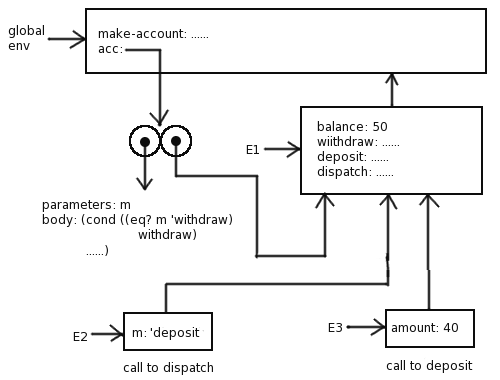 global
env
make-account: ......
acc:
E1
balance: 50
wiithdraw: ......
deposit: ......
dispatch: ......
parameters: m
body: (cond ((eq? m 'withdraw)
withdraw)
......)
E2
m: 'deposit
call to dispatch
E3
amount: 40
call to deposit